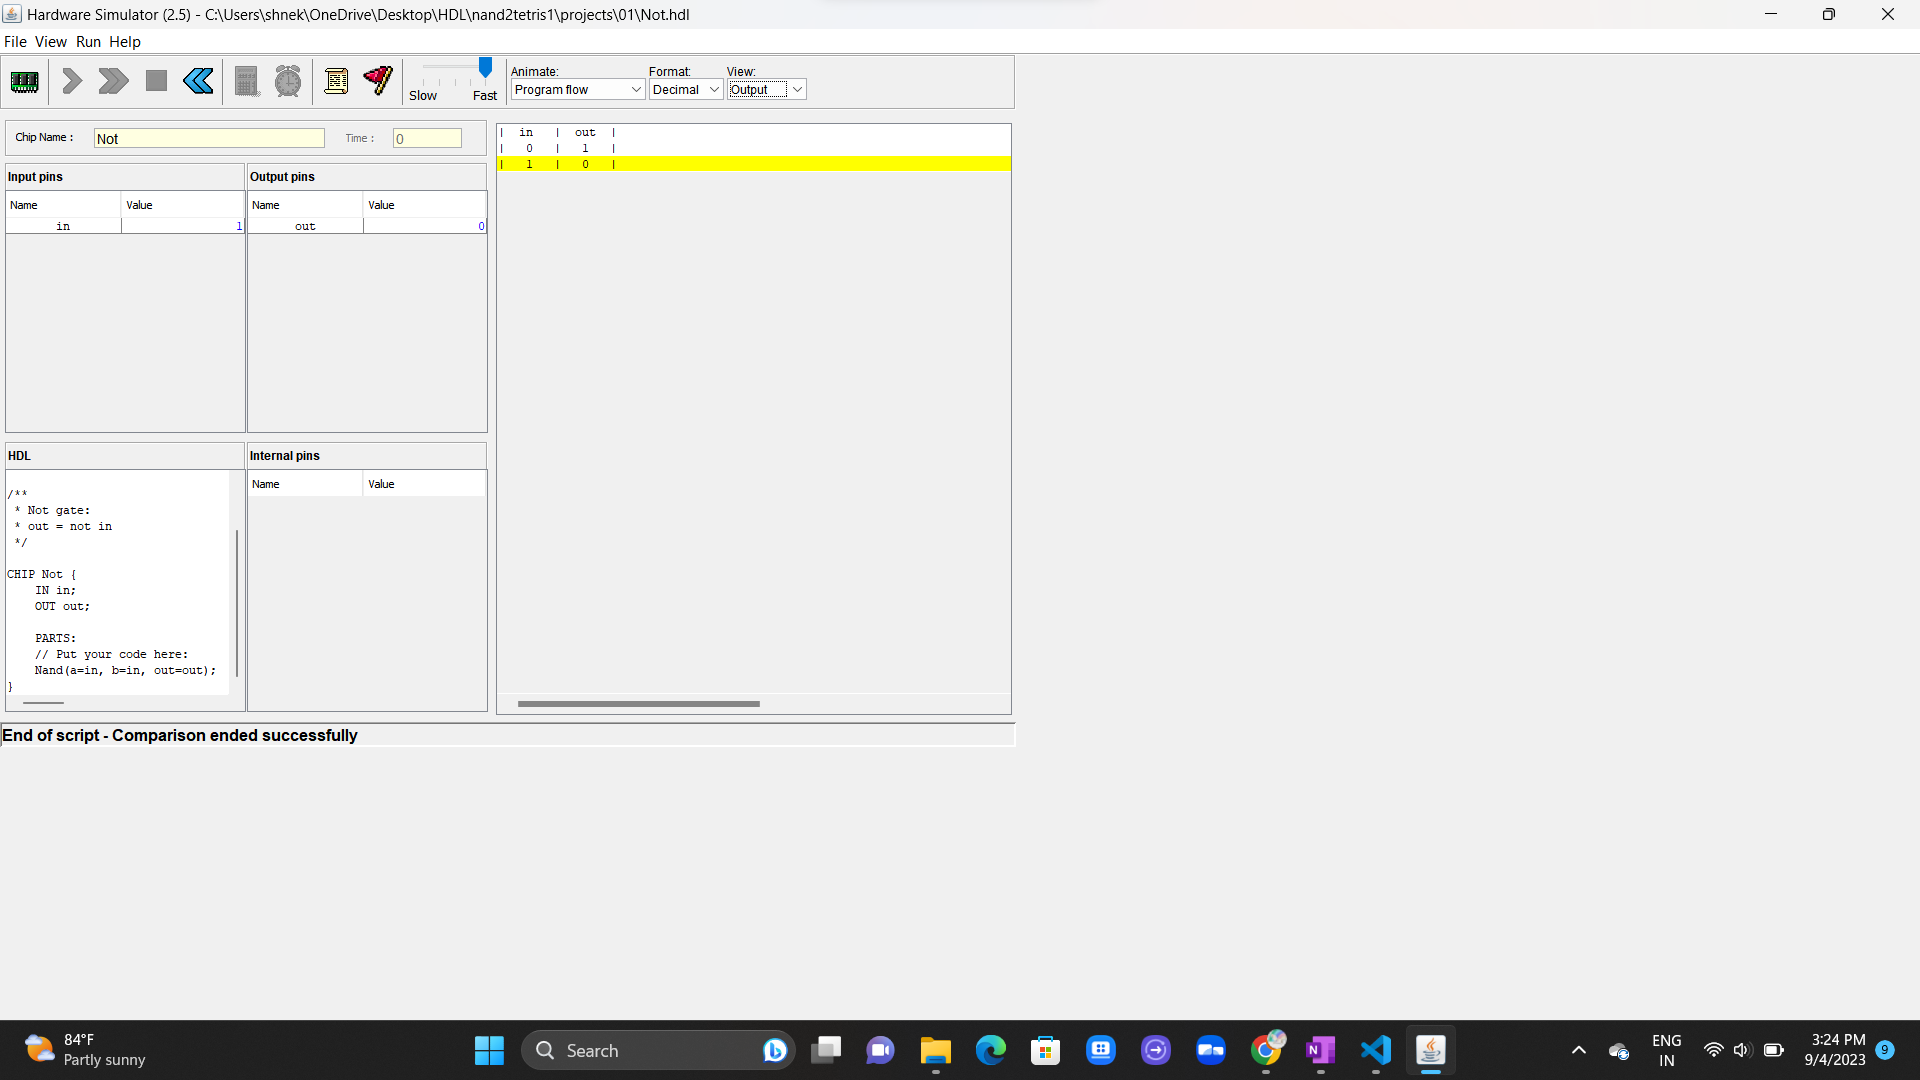 Hardware Simulator (2.5) - C:\Users\shnek\OneDrive\Desktop\HDL\nand2tetris1\projects\01\Not.hdl
File View Run Help
Slow Fast
Animate: Format: View:
Program flow Decimal Output
Chip Name : Not Time : 0
Input pins Output pins
Name Value Name Value
in 1 out 0
| in | out |
| 0 | 1 |
| 1 | 0 |
HDL
/**
* Not gate:
* out = not in
*/
CHIP Not {
IN in;
OUT out;
PARTS:
// Put your code here:
Nand(a=in, b=in, out=out);
}
Internal pins
Name Value
End of script - Comparison ended successfully
84°F
Partly sunny
Search
N
ENG
IN
3:24 PM
9/4/2023
9